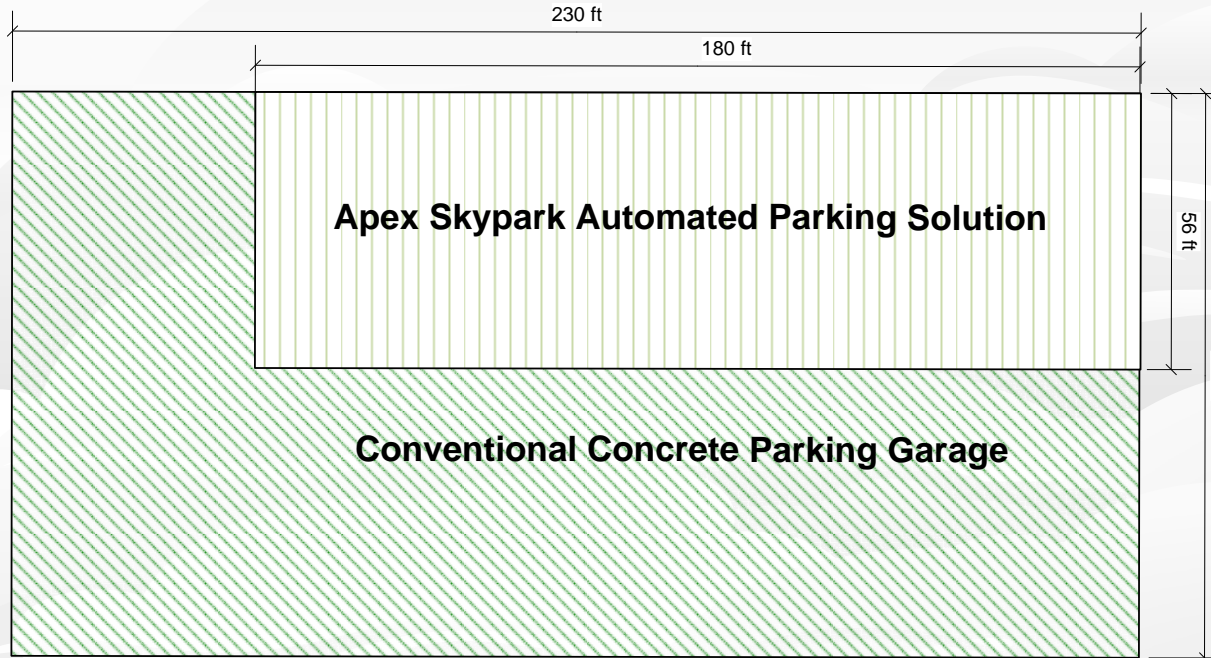 230 ft
180 ft
Apex Skypark Automated Parking Solution
56 ft
Conventional Concrete Parking Garage